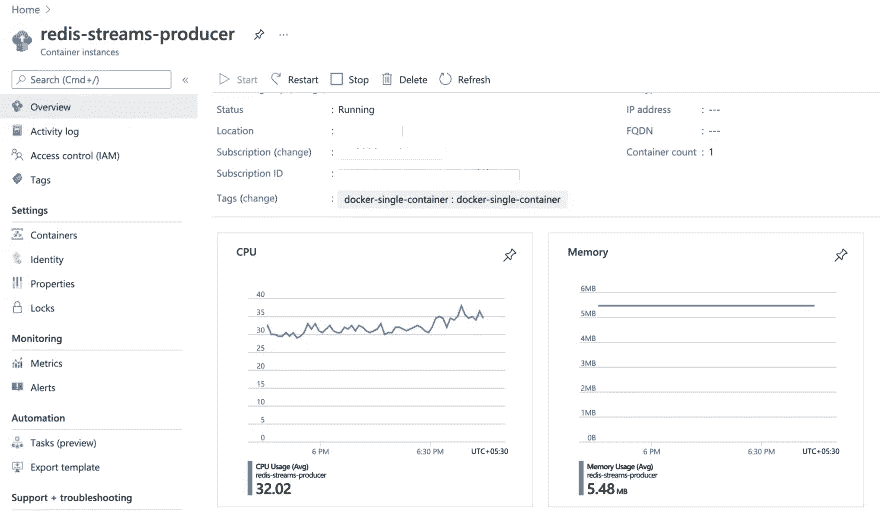 Home >
redis-streams-producer
Container instances
Search (Cmd+/)
«
Start Restart Stop Delete Refresh
Overview
Activity log
Access control (IAM)
Tags
Settings
Containers
Identity
Properties
Locks
Monitoring
Metrics
Alerts
Automation
Tasks (preview)
Export template
Support + troubleshooting
Status : Running
Location :
Subscription (change) :
Subscription ID :
Tags (change) : docker-single-container : docker-single-container
IP address : ---
FQDN : ---
Container count : 1
CPU
40
35
30
25
20
15
10
5
0
6 PM 6:30 PM UTC+05:30
CPU Usage (Avg)
redis-streams-producer
32.02
Memory
6MB
5MB
4MB
3MB
2MB
1MB
0B
6 PM 6:30 PM UTC+05:30
Memory Usage (Avg)
redis-streams-producer
5.48 MB